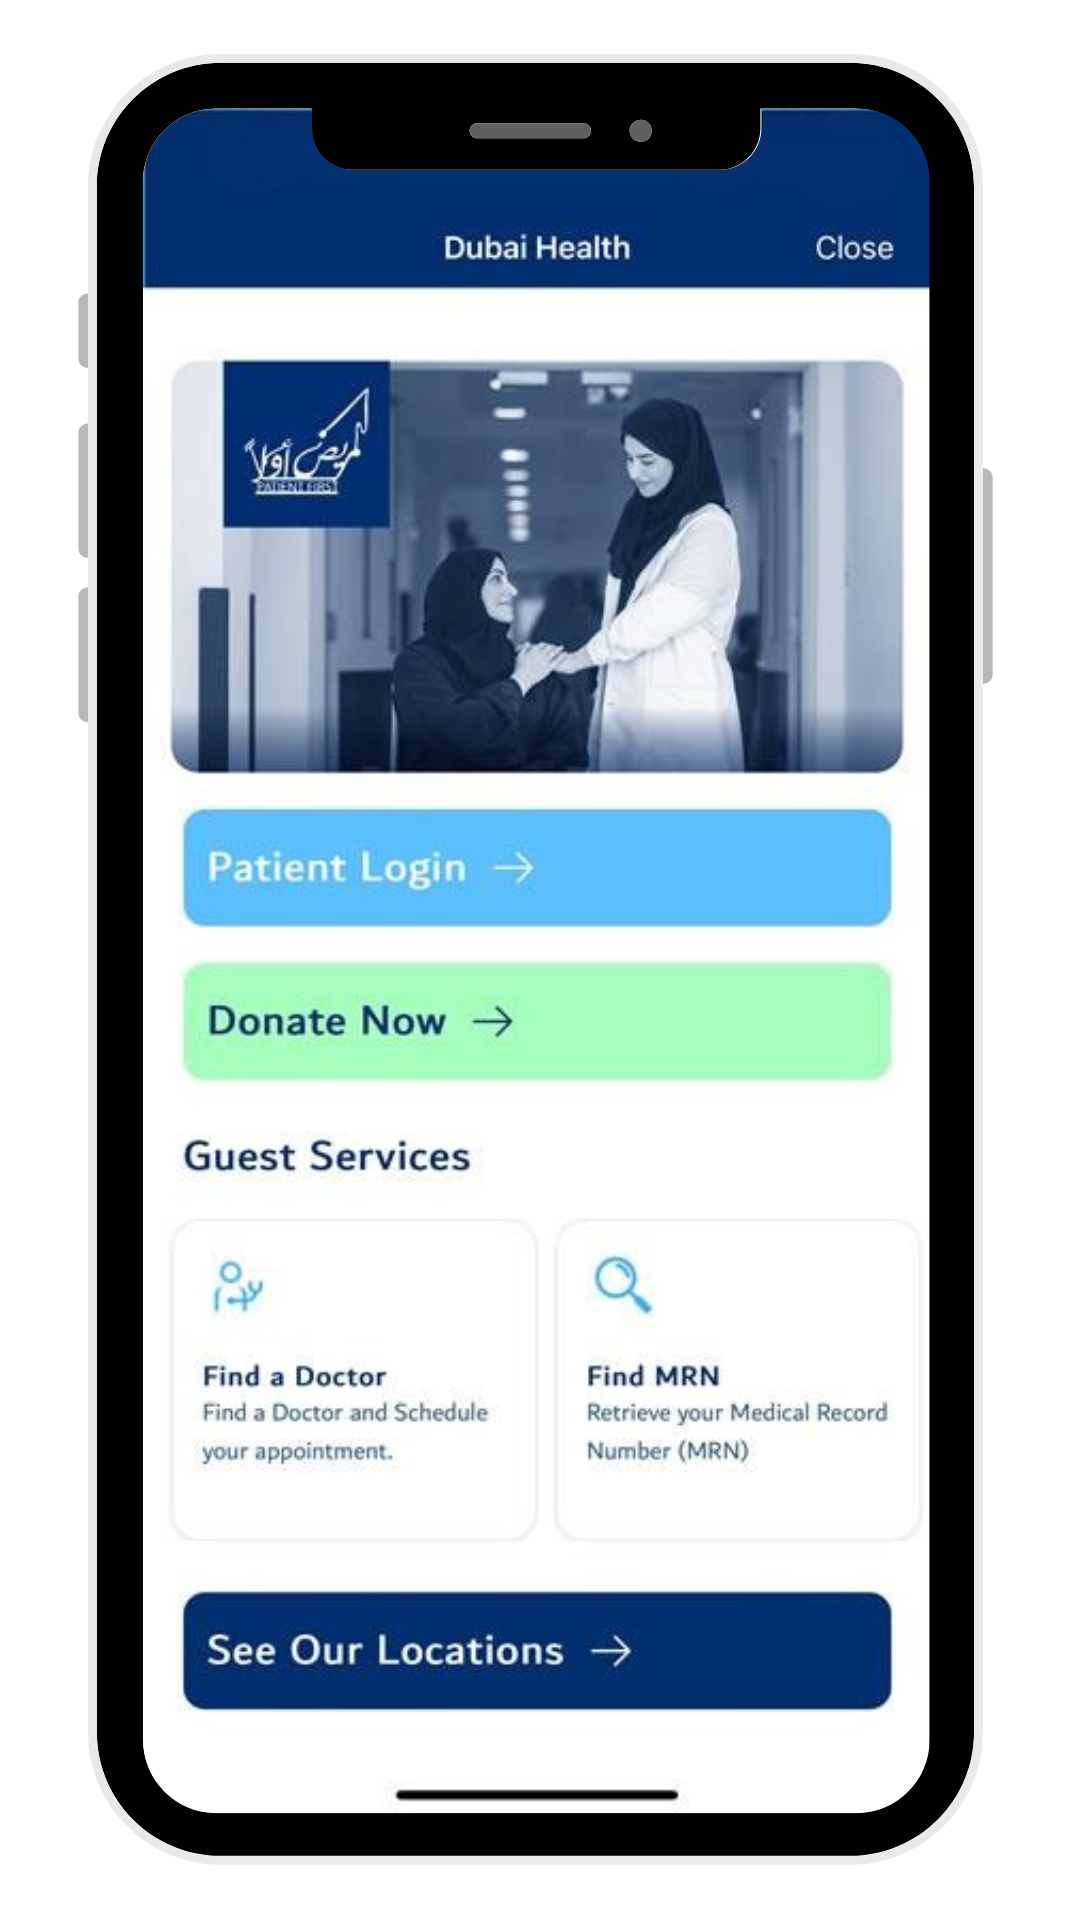 Dubai Health
Close
المريض أولاً
PATIENT FIRST
Patient Login →
Donate Now →
Guest Services
Find a Doctor
Find a Doctor and Schedule
your appointment.
Find MRN
Retrieve your Medical Record
Number (MRN)
See Our Locations →